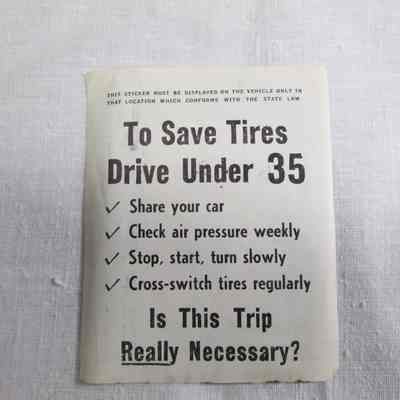 THIS STICKER MUST BE DISPLAYED ON THE VEHICLE ONLY IN
THAT LOCATION WHICH CONFORMS WITH THE STATE LAW
To Save Tires
Drive Under 35
✓ Share your car
✓ Check air pressure weekly
✓ Stop, start, turn slowly
✓ Cross-switch tires regularly
Is This Trip
Really Necessary?